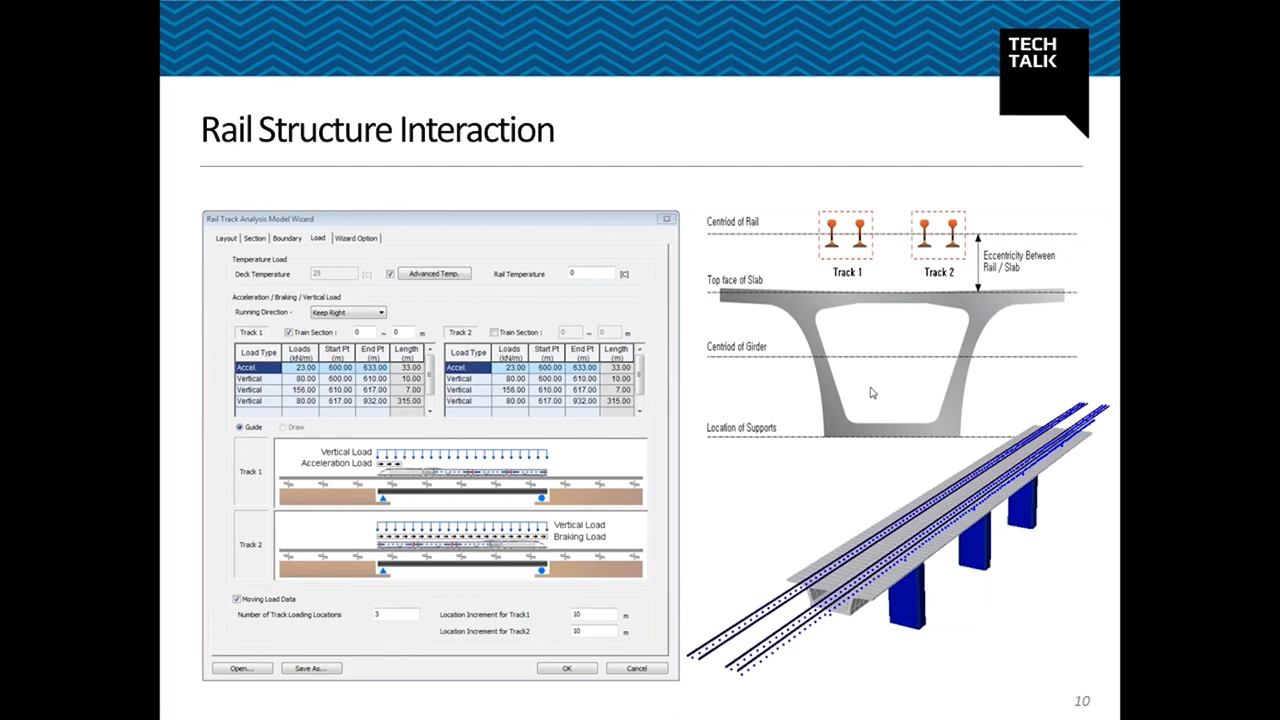 TECH
TALK
Rail Structure Interaction
Rail Track Analysis Model Wizard
Layout Section Boundary Load Wizard Option
Temperature Load
Deck Temperature 25 [C] Advanced Temp. Rail Temperature 0 [C]
Acceleration / Braking / Vertical Load
Running Direction - Keep Right
Track 1 Train Section : 0 ~ 0 m Track 2 Train Section : 0 ~ 0 m
Load Type Loads (kN/m) Start Pt (m) End Pt (m) Length (m) Load Type Loads (kN/m) Start Pt (m) End Pt (m) Length (m)
Accel. 23.00 600.00 633.00 33.00 Accel. 23.00 600.00 633.00 33.00
Vertical 80.00 600.00 610.00 10.00 Vertical 80.00 600.00 610.00 10.00
Vertical 156.00 610.00 617.00 7.00 Vertical 156.00 610.00 617.00 7.00
Vertical 80.00 617.00 932.00 315.00 Vertical 80.00 617.00 932.00 315.00
Guide Draw
Vertical Load
Acceleration Load
Track 1
Vertical Load
Braking Load
Track 2
Moving Load Data
Number of Track Loading Locations 3 Location Increment for Track1 10 m
Location Increment for Track2 10 m
Open... Save As... OK Cancel
Centriod of Rail
Eccentricity Between
Rail / Slab
Track 1 Track 2
Top face of Slab
Centriod of Girder
Location of Supports
10